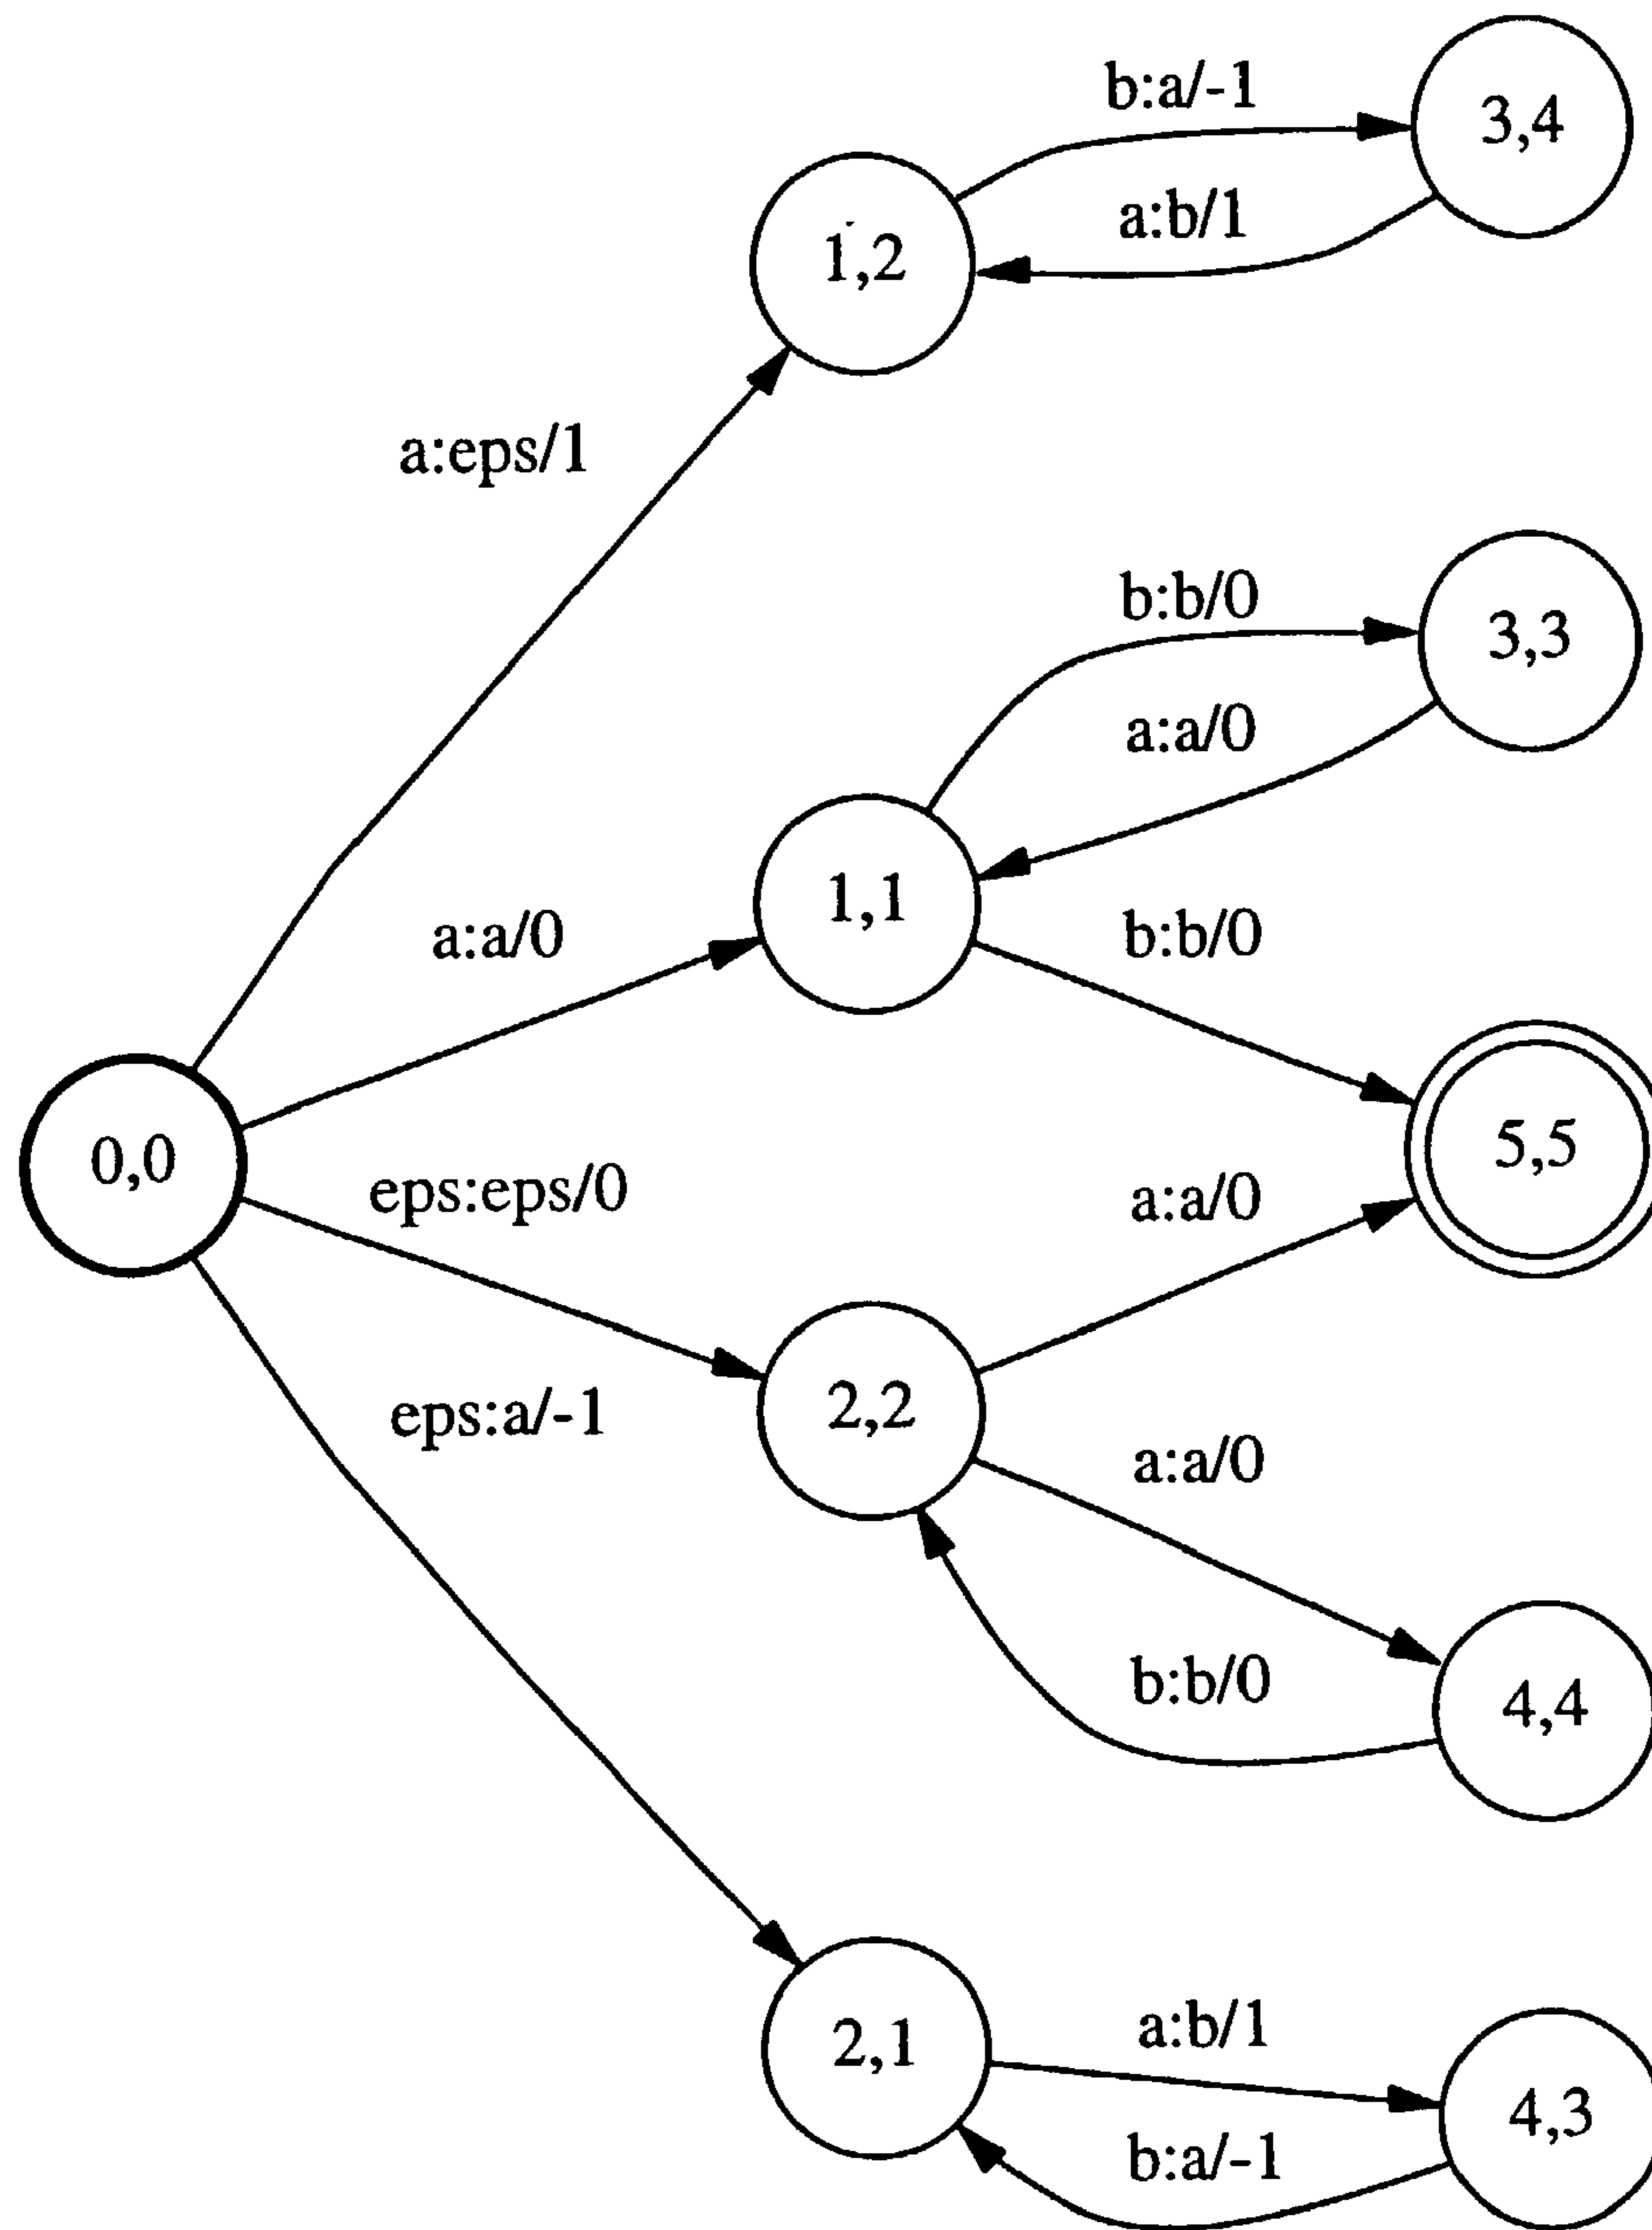 b:a/-1
3,4
a:b/1
1,2
a:eps/1
b:b/0
3,3
a:a/0
1,1
a:a/0
b:b/0
0,0
eps:eps/0
5,5
a:a/0
eps:a/-1
2,2
a:a/0
b:b/0
4,4
2,1
a:b/1
4,3
b:a/-1